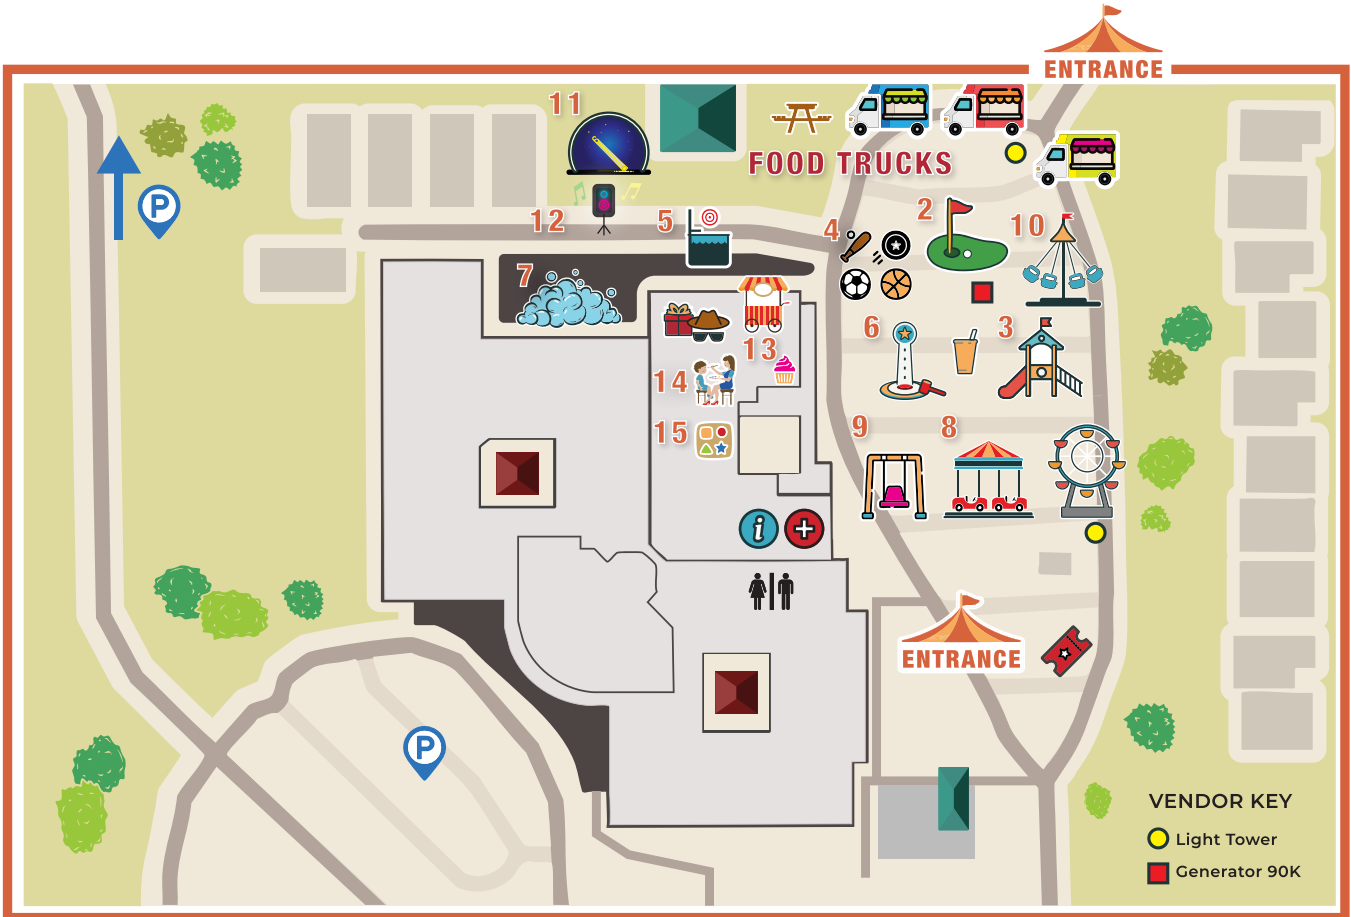 ENTRANCE
11
FOOD TRUCKS
P
12
5
4
2
10
7
6
3
13
14
15
9
8
i
ENTRANCE
P
VENDOR KEY
Light Tower
Generator 90K